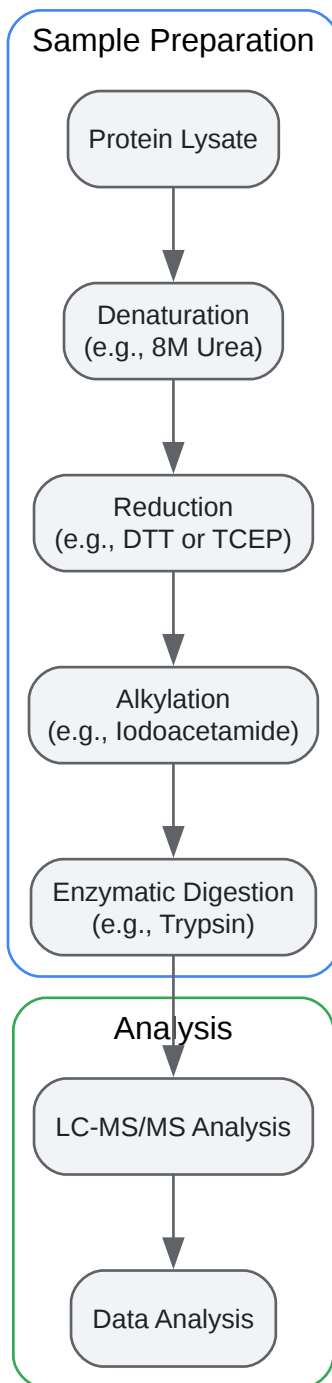 Sample Preparation
Protein Lysate
Denaturation
(e.g., 8M Urea)
Reduction
(e.g., DTT or TCEP)
Alkylation
(e.g., Iodoacetamide)
Enzymatic Digestion
(e.g., Trypsin)
Analysis
LC-MS/MS Analysis
Data Analysis